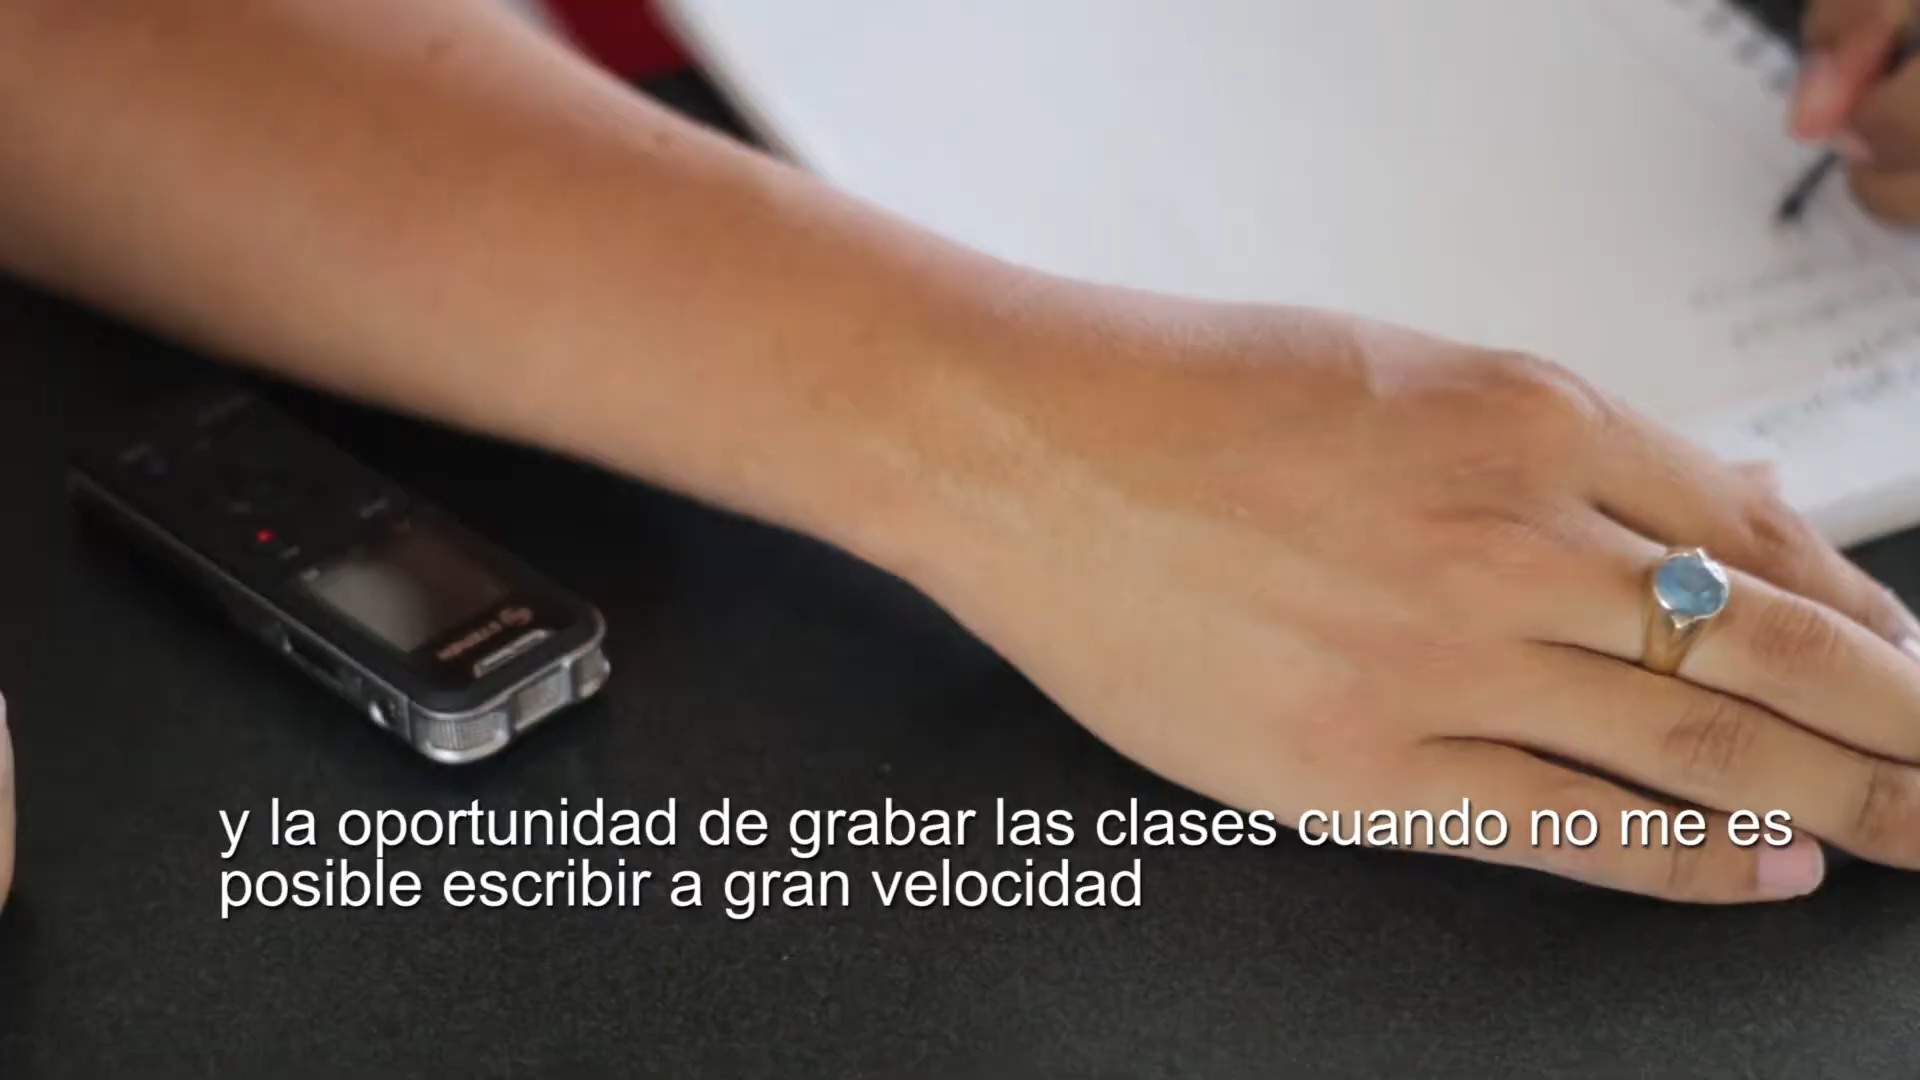 y la oportunidad de grabar las clases cuando no me es
posible escribir a gran velocidad